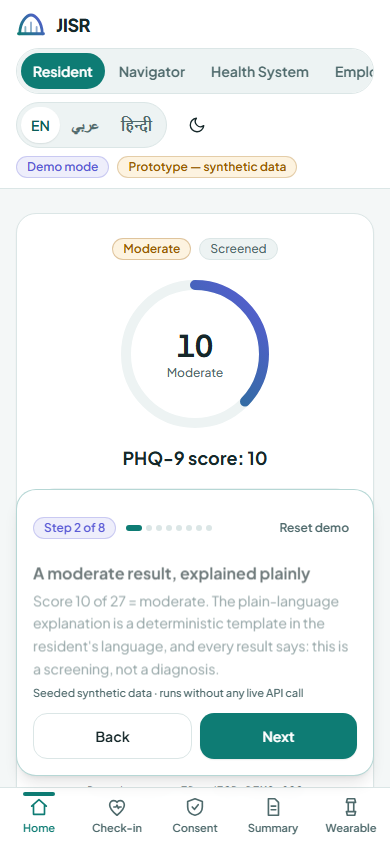 JISR
Resident Navigator Health System Emplo
EN عربي हिन्दी
Demo mode Prototype — synthetic data
Moderate Screened
10
Moderate
PHQ-9 score: 10
Step 2 of 8 Reset demo
A moderate result, explained plainly
Score 10 of 27 = moderate. The plain-language
explanation is a deterministic template in the
resident's language, and every result says: this is
a screening, not a diagnosis.
Seeded synthetic data · runs without any live API call
Back Next
Home Check-in Consent Summary Wearable